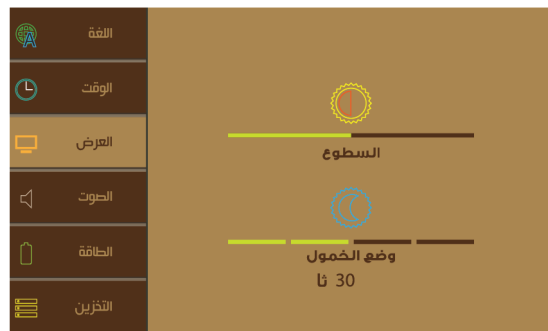 اللغة
الوقت
العرض
الصوت
الطاقة
التخزين
السطوع
وضع الخمول
30 ثا